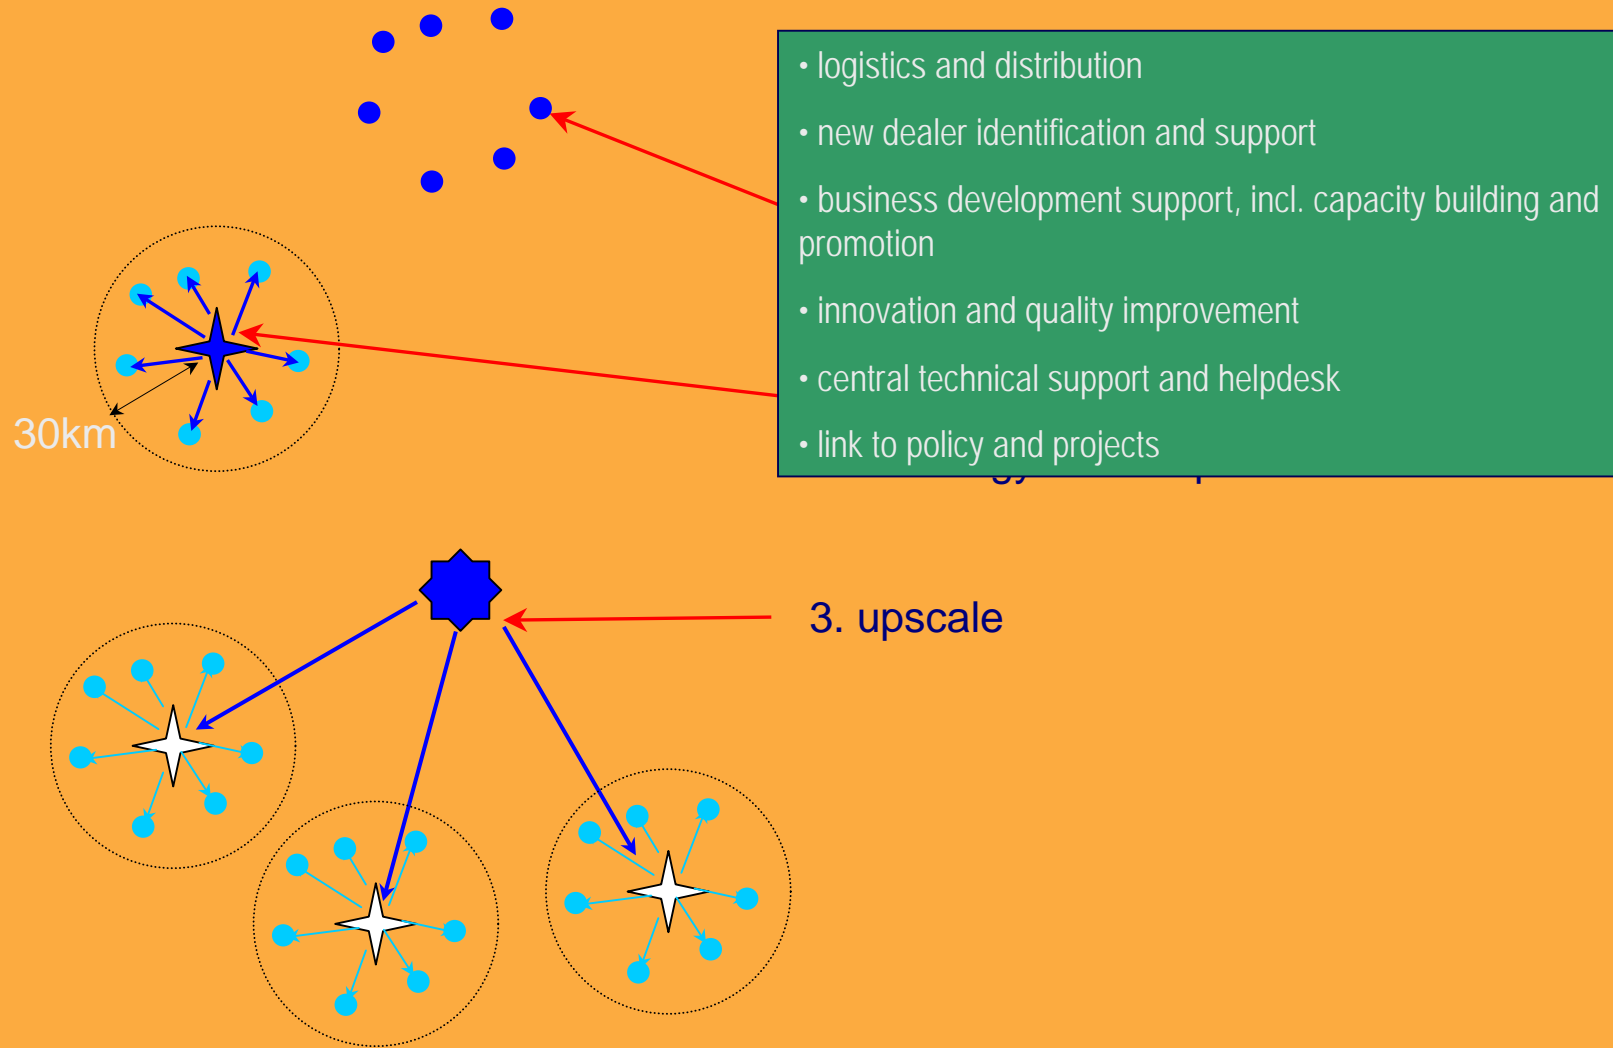 • logistics and distribution
• new dealer identification and support
• business development support, incl. capacity building and
promotion
• innovation and quality improvement
• central technical support and helpdesk
• link to policy and projects
30km
3. upscale